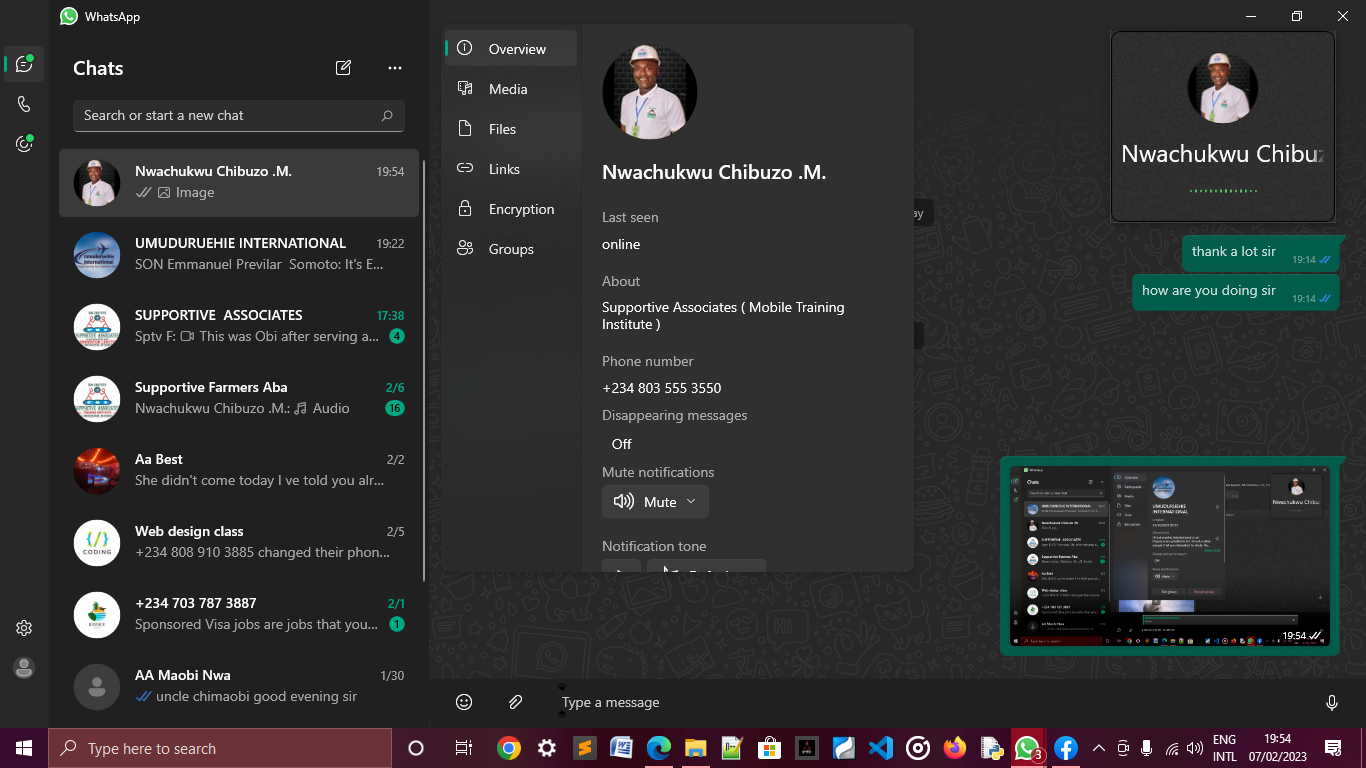 WhatsApp
Chats
Search or start a new chat
Nwachukwu Chibuzo .M.
19:54
Image
UMUDURUEHIE INTERNATIONAL
19:22
SON Emmanuel Previlar Somoto: It's E...
SUPPORTIVE ASSOCIATES
17:38
Sptv F: This was Obi after serving a...
4
Supportive Farmers Aba
2/6
Nwachukwu Chibuzo .M.: Audio
16
Aa Best
2/2
She didn't come today I ve told you alr...
Web design class
2/5
+234 808 910 3885 changed their phon...
CODING
+234 703 787 3887
2/1
Sponsored Visa jobs are jobs that you...
1
AA Maobi Nwa
1/30
uncle chimaobi good evening sir
Overview
Media
Files
Links
Encryption
Groups
Nwachukwu Chibuzo .M.
Last seen
online
About
Supportive Associates ( Mobile Training
Institute )
Phone number
+234 803 555 3550
Disappearing messages
Off
Mute notifications
Mute
Notification tone
Nwachukwu Chibuz
thank a lot sir
19:14
how are you doing sir
19:14
Chats
UMUDURUEHIE
INTERNATIONAL
Nwachukwu Chibu
19:54
Type a message
Type here to search
3
ENG
INTL
19:54
07/02/2023